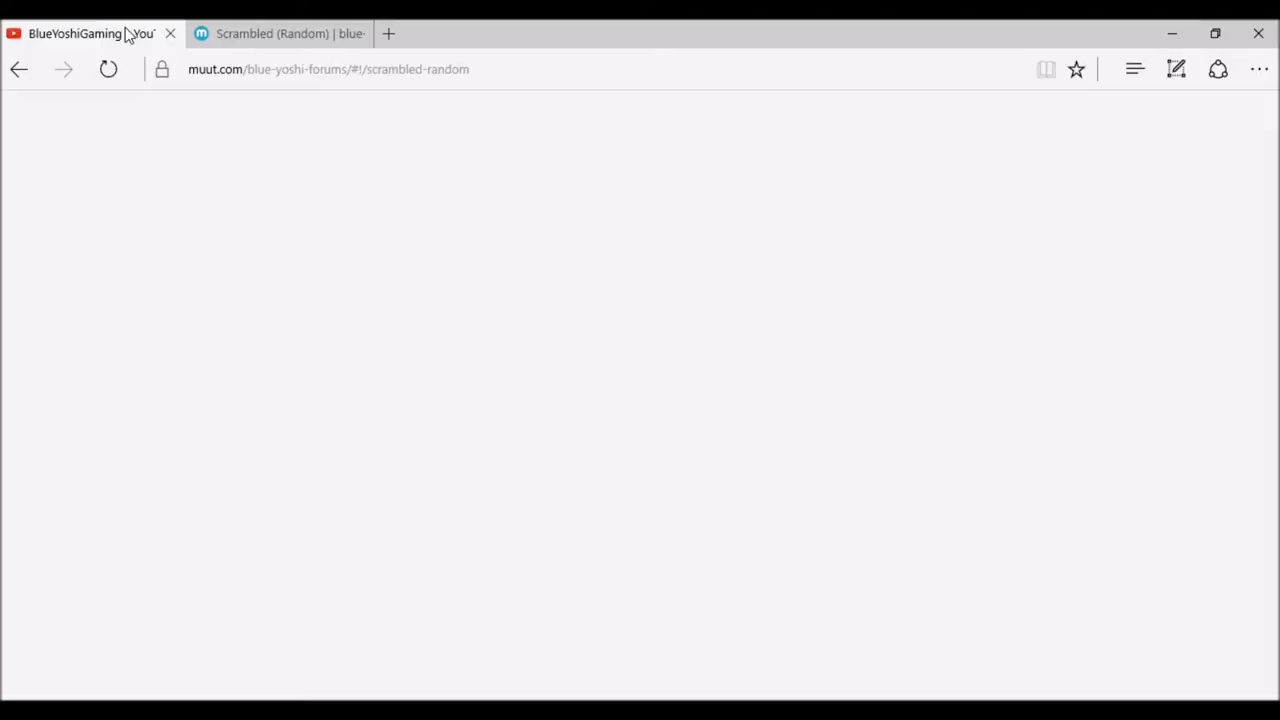 BlueYoshiGaming - You
Scrambled (Random) | blue-
muut.com/blue-yoshi-forums/#!/scrambled-random